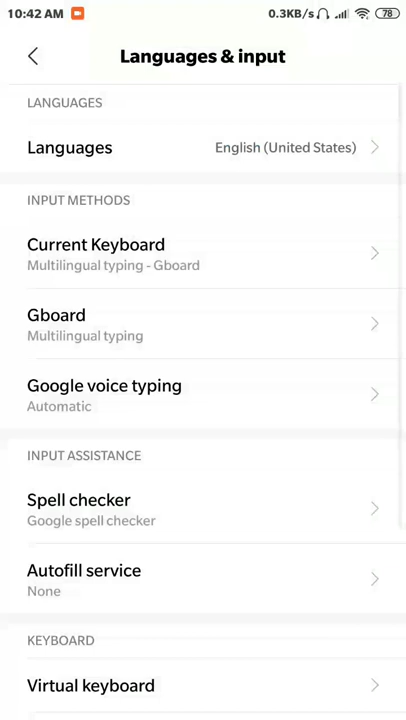 10:42 AM 0.3KB/s 78
Languages & input
LANGUAGES
Languages English (United States)
INPUT METHODS
Current Keyboard
Multilingual typing - Gboard
Gboard
Multilingual typing
Google voice typing
Automatic
INPUT ASSISTANCE
Spell checker
Google spell checker
Autofill service
None
KEYBOARD
Virtual keyboard